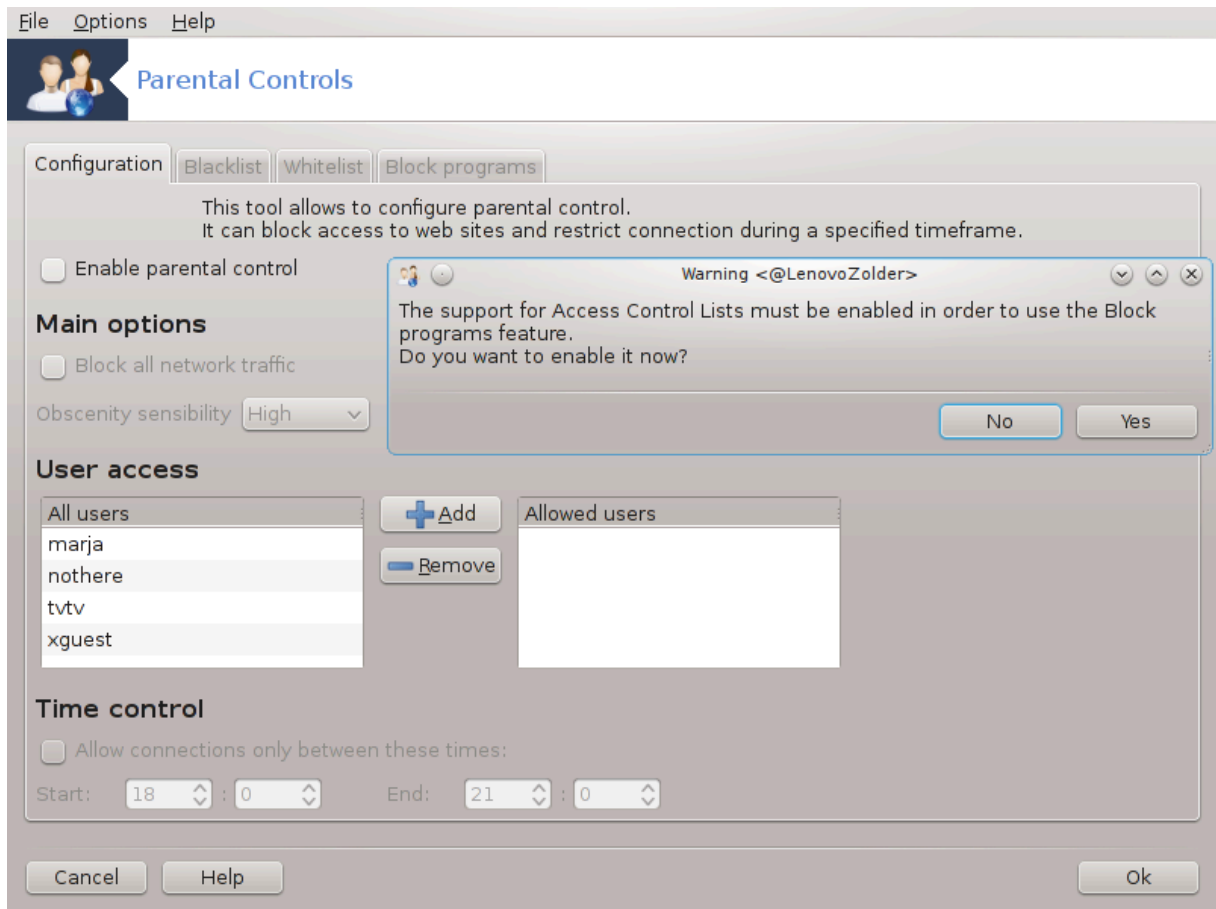 File Options Help
Parental Controls
Configuration Blacklist Whitelist Block programs
This tool allows to configure parental control.
It can block access to web sites and restrict connection during a specified timeframe.
Enable parental control
Warning <@LenovoZolder>
The support for Access Control Lists must be enabled in order to use the Block
programs feature.
Do you want to enable it now?
No Yes
Main options
Block all network traffic
Obscenity sensibility High
User access
All users
marja
nothere
tvtv
xguest
Add
Remove
Allowed users
Time control
Allow connections only between these times:
Start: 18 : 0 End: 21 : 0
Cancel Help Ok